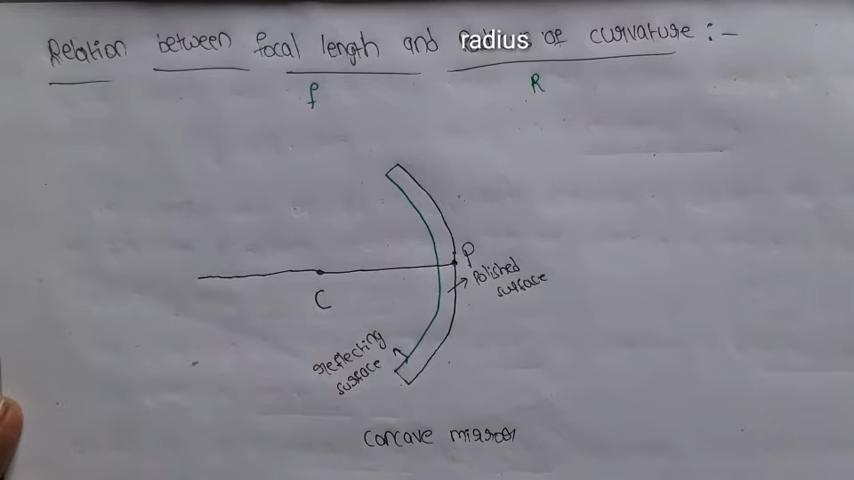 Relation between focal length and radius of curvature :-
f
R
P
Polished
surface
C
reflecting
surface
concave mirror